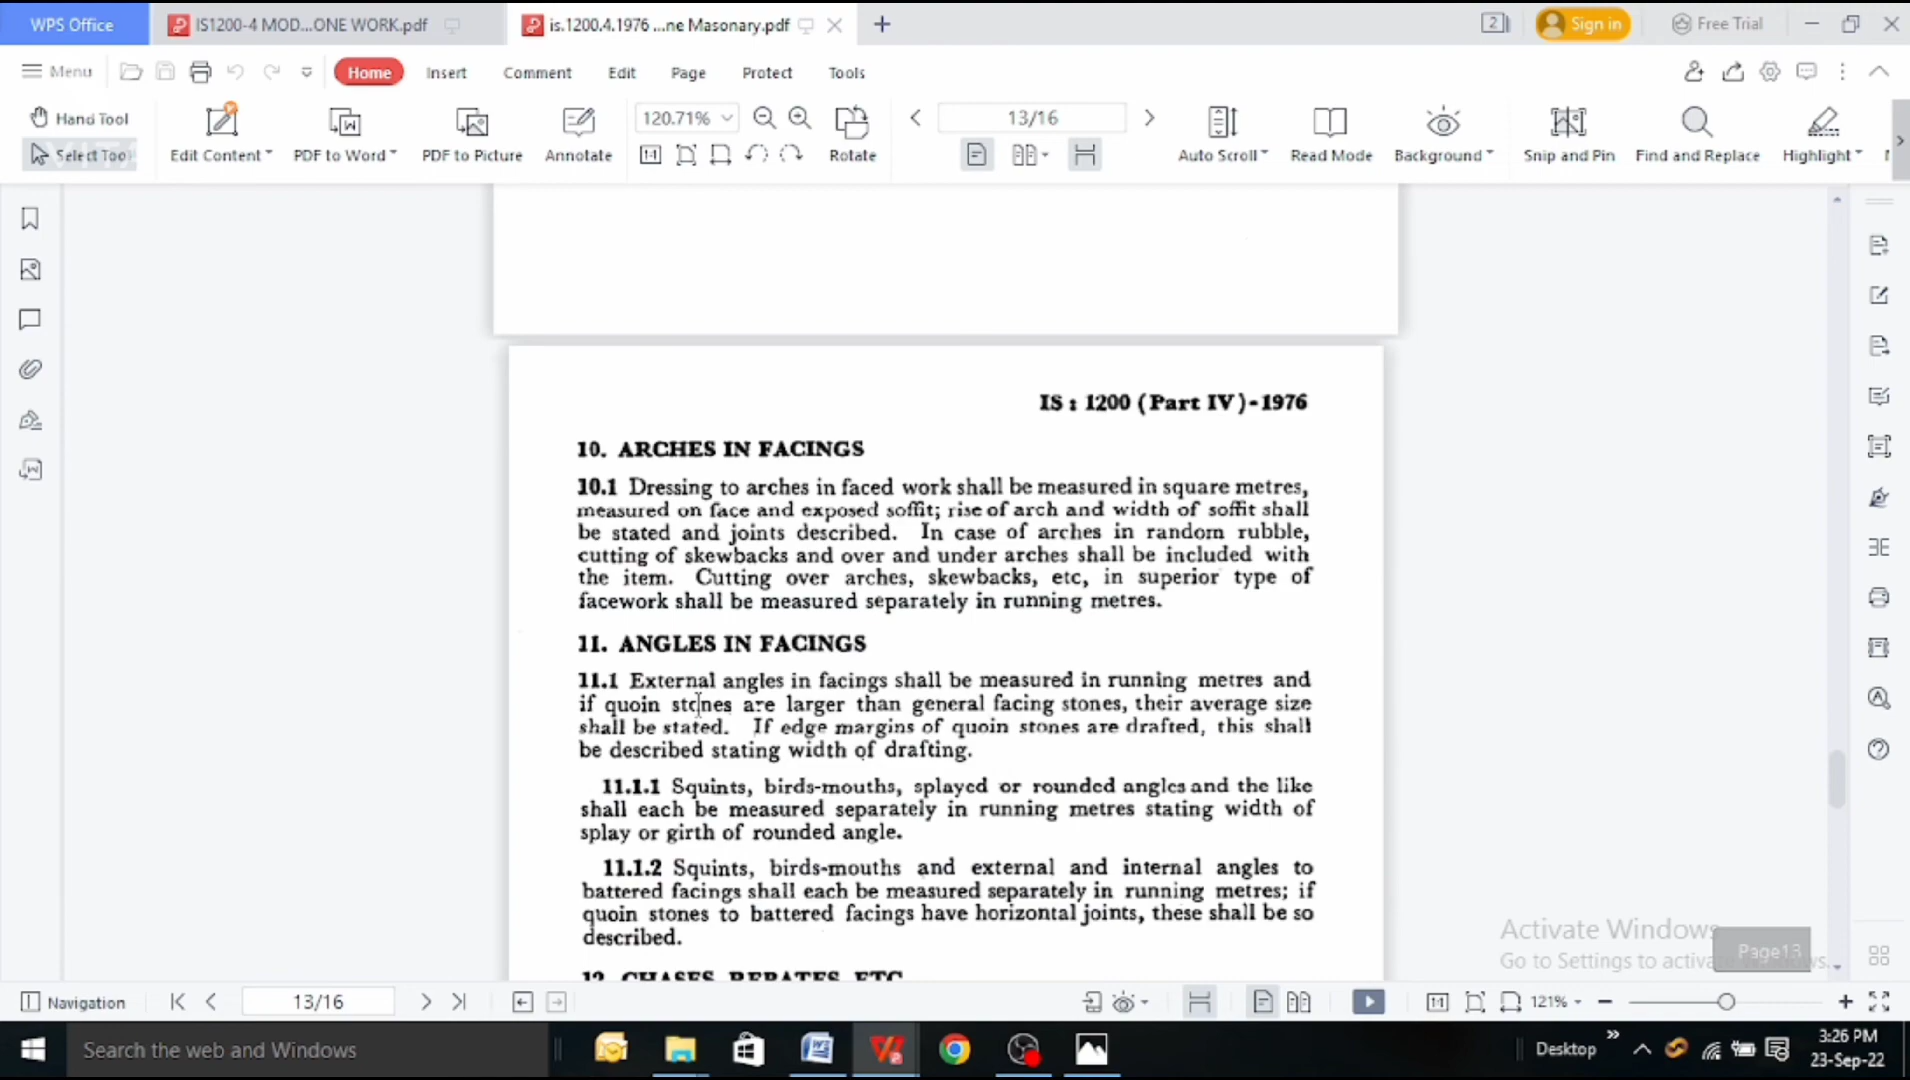 WPS Office
IS1200-4 MOD...ONE WORK.pdf
is.1200.4.1976 ...ne Masonary.pdf
2
Sign in
Free Trial
Menu
Home
Insert
Comment
Edit
Page
Protect
Tools
Hand Tool
Select Tool
Edit Content
PDF to Word
PDF to Picture
Annotate
120.71%
Rotate
13/16
Auto Scroll
Read Mode
Background
Snip and Pin
Find and Replace
Highlight
IS : 1200 (Part IV)-1976
10. ARCHES IN FACINGS
10.1 Dressing to arches in faced work shall be measured in square metres,
measured on face and exposed soffit; rise of arch and width of soffit shall
be stated and joints described. In case of arches in random rubble,
cutting of skewbacks and over and under arches shall be included with
the item. Cutting over arches, skewbacks, etc, in superior type of
facework shall be measured separately in running metres.
11. ANGLES IN FACINGS
11.1 External angles in facings shall be measured in running metres and
if quoin stones are larger than general facing stones, their average size
shall be stated. If edge margins of quoin stones are drafted, this shall
be described stating width of drafting.
11.1.1 Squints, birds-mouths, splayed or rounded angles and the like
shall each be measured separately in running metres stating width of
splay or girth of rounded angle.
11.1.2 Squints, birds-mouths and external and internal angles to
battered facings shall each be measured separately in running metres; if
quoin stones to battered facings have horizontal joints, these shall be so
described.
12. CHASES, REBATES, ETC
Activate Windows
Go to Settings to activate Windows.
Page13
Navigation
13/16
121%
Search the web and Windows
Desktop
3:26 PM
23-Sep-22